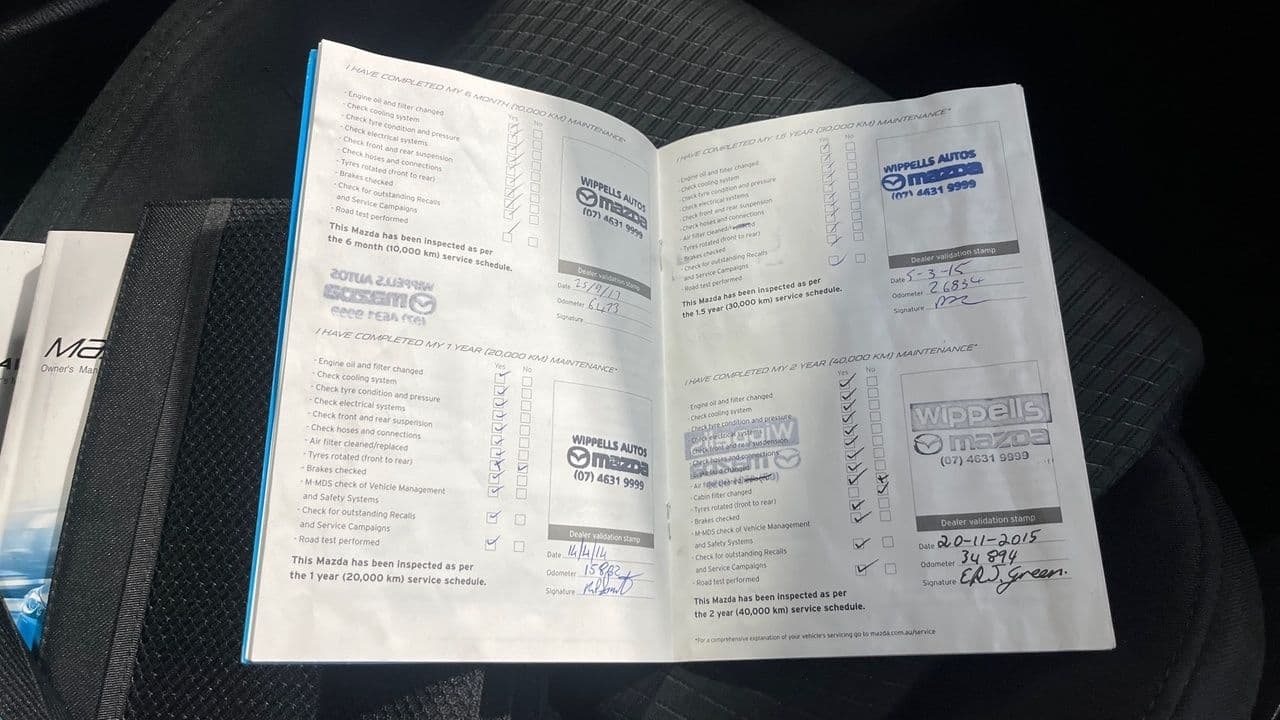 I HAVE COMPLETED MY 6 MONTH (10,000 KM) MAINTENANCE*
Yes No
- Engine oil and filter changed
- Check cooling system
- Check tyre condition and pressure
- Check electrical systems
- Check front and rear suspension
- Check hoses and connections
- Tyres rotated (front to rear)
- Brakes checked
- Check for outstanding Recalls
and Service Campaigns
- Road test performed
This Mazda has been inspected as per
the 6 month (10,000 km) service schedule.
WIPPELLS AUTOS
mazda
(07) 4631 9999
Dealer validation stamp
Date
Odometer 6473
Signature
I HAVE COMPLETED MY 1 YEAR (20,000 KM) MAINTENANCE*
Yes No
- Engine oil and filter changed
- Check cooling system
- Check tyre condition and pressure
- Check electrical systems
- Check front and rear suspension
- Check hoses and connections
- Air filter cleaned/replaced
- Tyres rotated (front to rear)
- Brakes checked
- M-MDS check of Vehicle Management
and Safety Systems
- Check for outstanding Recalls
and Service Campaigns
- Road test performed
This Mazda has been inspected as per
the 1 year (20,000 km) service schedule.
WIPPELLS AUTOS
mazda
(07) 4631 9999
Dealer validation stamp
Date 14/4/14
Odometer
Signature
I HAVE COMPLETED MY 1.5 YEAR (30,000 KM) MAINTENANCE*
Yes No
- Engine oil and filter changed
- Check cooling system
- Check tyre condition and pressure
- Check electrical systems
- Check front and rear suspension
- Check hoses and connections
- Air filter cleaned/
- Tyres rotated (front to rear)
- Brakes checked
- Check for outstanding Recalls
and Service Campaigns
- Road test performed
This Mazda has been inspected as per
the 1.5 year (30,000 km) service schedule.
WIPPELLS AUTOS
mazda
(07) 4631 9999
Dealer validation stamp
Date 5-3-15
Odometer 26834
Signature
I HAVE COMPLETED MY 2 YEAR (40,000 KM) MAINTENANCE*
Yes No
- Engine oil and filter changed
- Check cooling system
- Check tyre condition and pressure
- Check electrical systems
- Check front and rear suspension
- Check hoses and connections
- Air filter cleaned
- Cabin filter changed
- Tyres rotated (front to rear)
- Brakes checked
- M-MDS check of Vehicle Management
and Safety Systems
- Check for outstanding Recalls
and Service Campaigns
- Road test performed
This Mazda has been inspected as per
the 2 year (40,000 km) service schedule.
Wippells
mazda
(07) 4631 9999
Dealer validation stamp
Date 20-11-2015
Odometer 34 894
Signature Green.
*For a comprehensive explanation of your vehicle's servicing go to mazda.com.au/service
Owner's Man